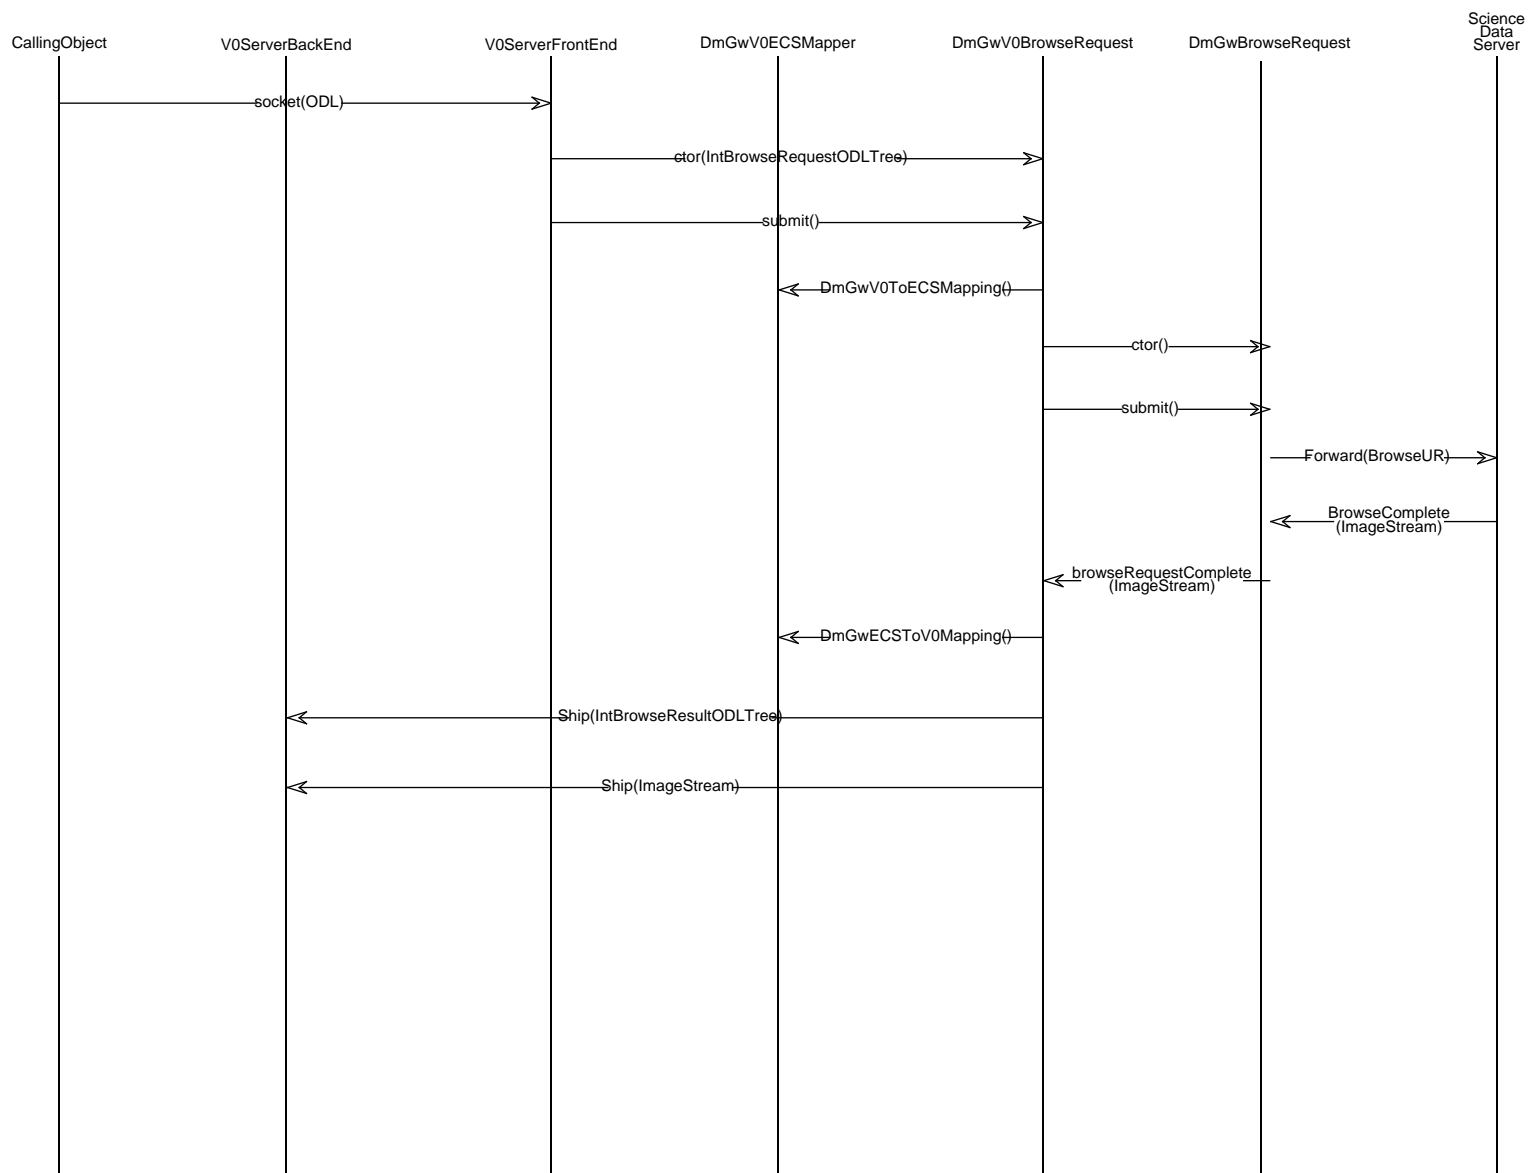 Science
Data
Server
CallingObject
V0ServerBackEnd
V0ServerFrontEnd
DmGwV0ECSMapper
DmGwV0BrowseRequest
DmGwBrowseRequest
socket(ODL)
ctor(IntBrowseRequestODLTree)
submit()
DmGwV0ToECSMapping()
ctor()
submit()
Forward(BrowseUR)
BrowseComplete
(ImageStream)
browseRequestComplete
(ImageStream)
DmGwECSToV0Mapping()
Ship(IntBrowseResultODLTree)
Ship(ImageStream)